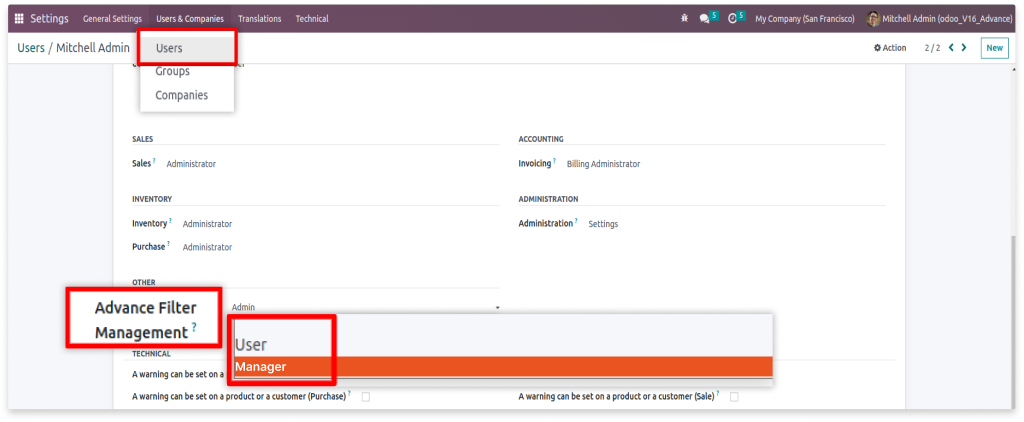 Settings General Settings Users & Companies Translations Technical 5 5 My Company (San Francisco) Mitchell Admin (odoo_V16_Advance)
Users / Mitchell Admin Users Action 2 / 2 New
Groups
Companies
SALES ACCOUNTING
Sales ? Administrator Invoicing ? Billing Administrator
INVENTORY ADMINISTRATION
Inventory ? Administrator Administration ? Settings
Purchase ? Administrator
OTHER
Advance Filter Admin
Management ? User
TECHNICAL
Manager
A warning can be set on a
A warning can be set on a product or a customer (Purchase) ? A warning can be set on a product or a customer (Sale) ?